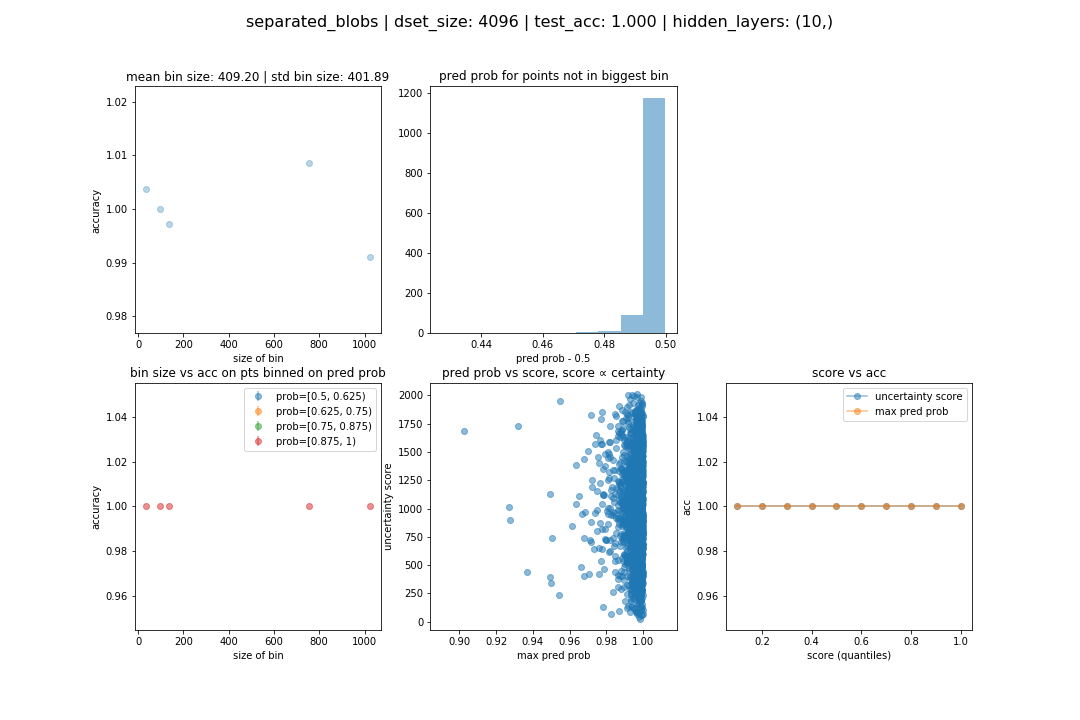 separated_blobs | dset_size: 4096 | test_acc: 1.000 | hidden_layers: (10,)
mean bin size: 409.20 | std bin size: 401.89
1.02
1.01
1.00
0.99
0.98
accuracy
0 200 400 600 800 1000
size of bin
pred prob for points not in biggest bin
1200
1000
800
600
400
200
0
0.44 0.46 0.48 0.50
pred prob - 0.5
bin size vs acc on pts binned on pred prob
prob=[0.5, 0.625)
prob=[0.625, 0.75)
prob=[0.75, 0.875)
prob=[0.875, 1)
1.04
1.02
1.00
0.98
0.96
accuracy
0 200 400 600 800 1000
size of bin
pred prob vs score, score ∝ certainty
2000
1750
1500
1250
1000
750
500
250
0
uncertainty score
0.90 0.92 0.94 0.96 0.98 1.00
max pred prob
score vs acc
uncertainty score
max pred prob
1.04
1.02
1.00
0.98
0.96
acc
0.2 0.4 0.6 0.8 1.0
score (quantiles)